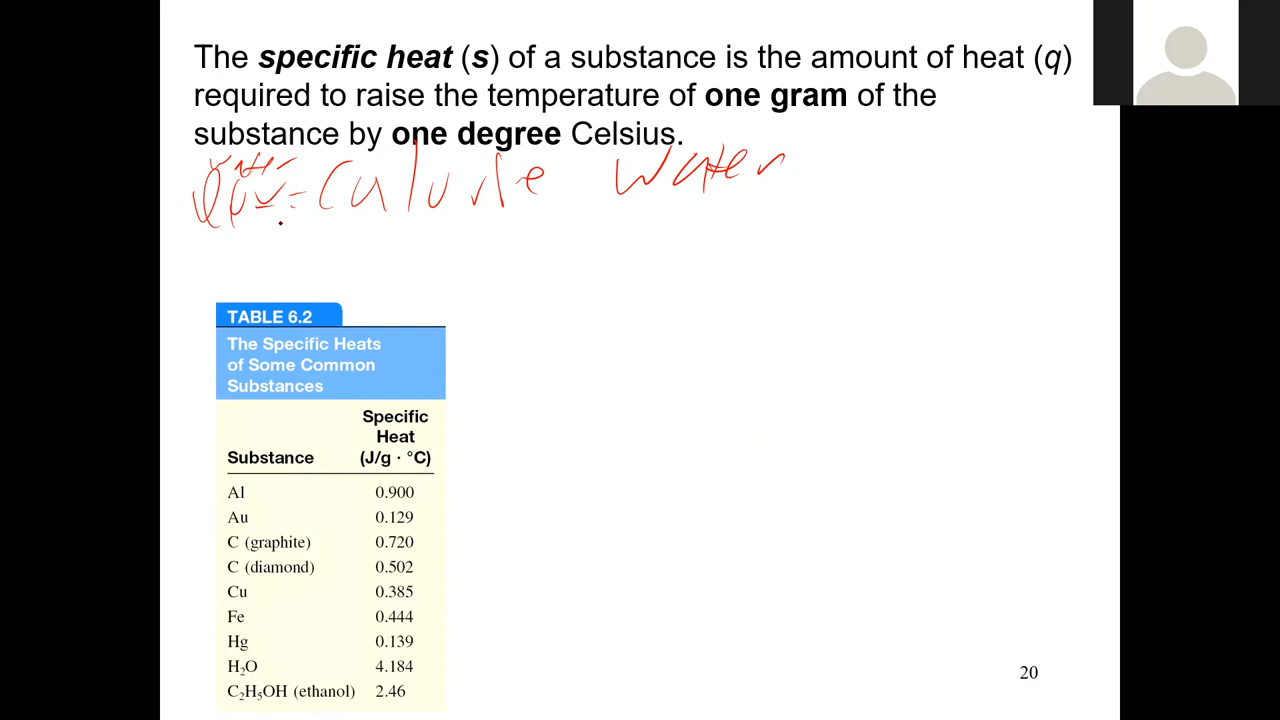 The specific heat (s) of a substance is the amount of heat (q)
required to raise the temperature of one gram of the
substance by one degree Celsius.
water
= Calorie Water
TABLE 6.2
The Specific Heats
of Some Common
Substances
Specific
Heat
Substance (J/g · °C)
Al 0.900
Au 0.129
C (graphite) 0.720
C (diamond) 0.502
Cu 0.385
Fe 0.444
Hg 0.139
H₂O 4.184
C₂H₅OH (ethanol) 2.46
20